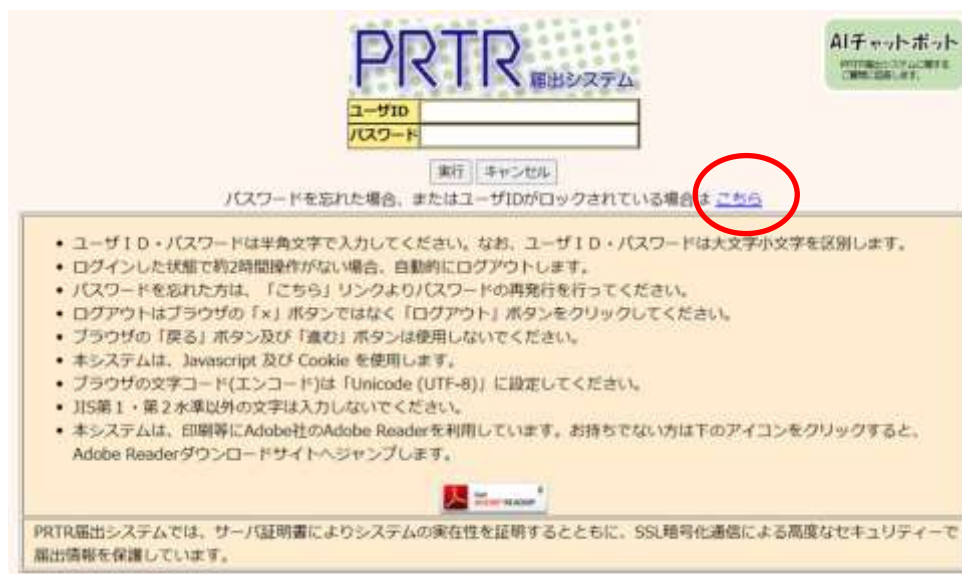 PRTR 届出システム
AIチャットボット
PRTR届出システムに関する
ご質問に回答します。
ユーザID
パスワード
実行 キャンセル
パスワードを忘れた場合、またはユーザIDがロックされている場合は こちら
• ユーザID・パスワードは半角文字で入力してください。なお、ユーザID・パスワードは大文字小文字を区別します。
• ログインした状態で約2時間操作がない場合、自動的にログアウトします。
• パスワードを忘れた方は、「こちら」リンクよりパスワードの再発行を行ってください。
• ログアウトはブラウザの「×」ボタンではなく「ログアウト」ボタンをクリックしてください。
• ブラウザの「戻る」ボタン及び「進む」ボタンは使用しないでください。
• 本システムは、Javascript 及び Cookie を使用します。
• ブラウザの文字コード(エンコード)は「Unicode (UTF-8)」に設定してください。
• JIS第1・第2水準以外の文字は入力しないでください。
• 本システムは、印刷等にAdobe社のAdobe Readerを利用しています。お持ちでない方は下のアイコンをクリックすると、
Adobe Readerダウンロードサイトへジャンプします。
PRTR届出システムでは、サーバ証明書によりシステムの実在性を証明するとともに、SSL暗号化通信による高度なセキュリティーで
届出情報を保護しています。